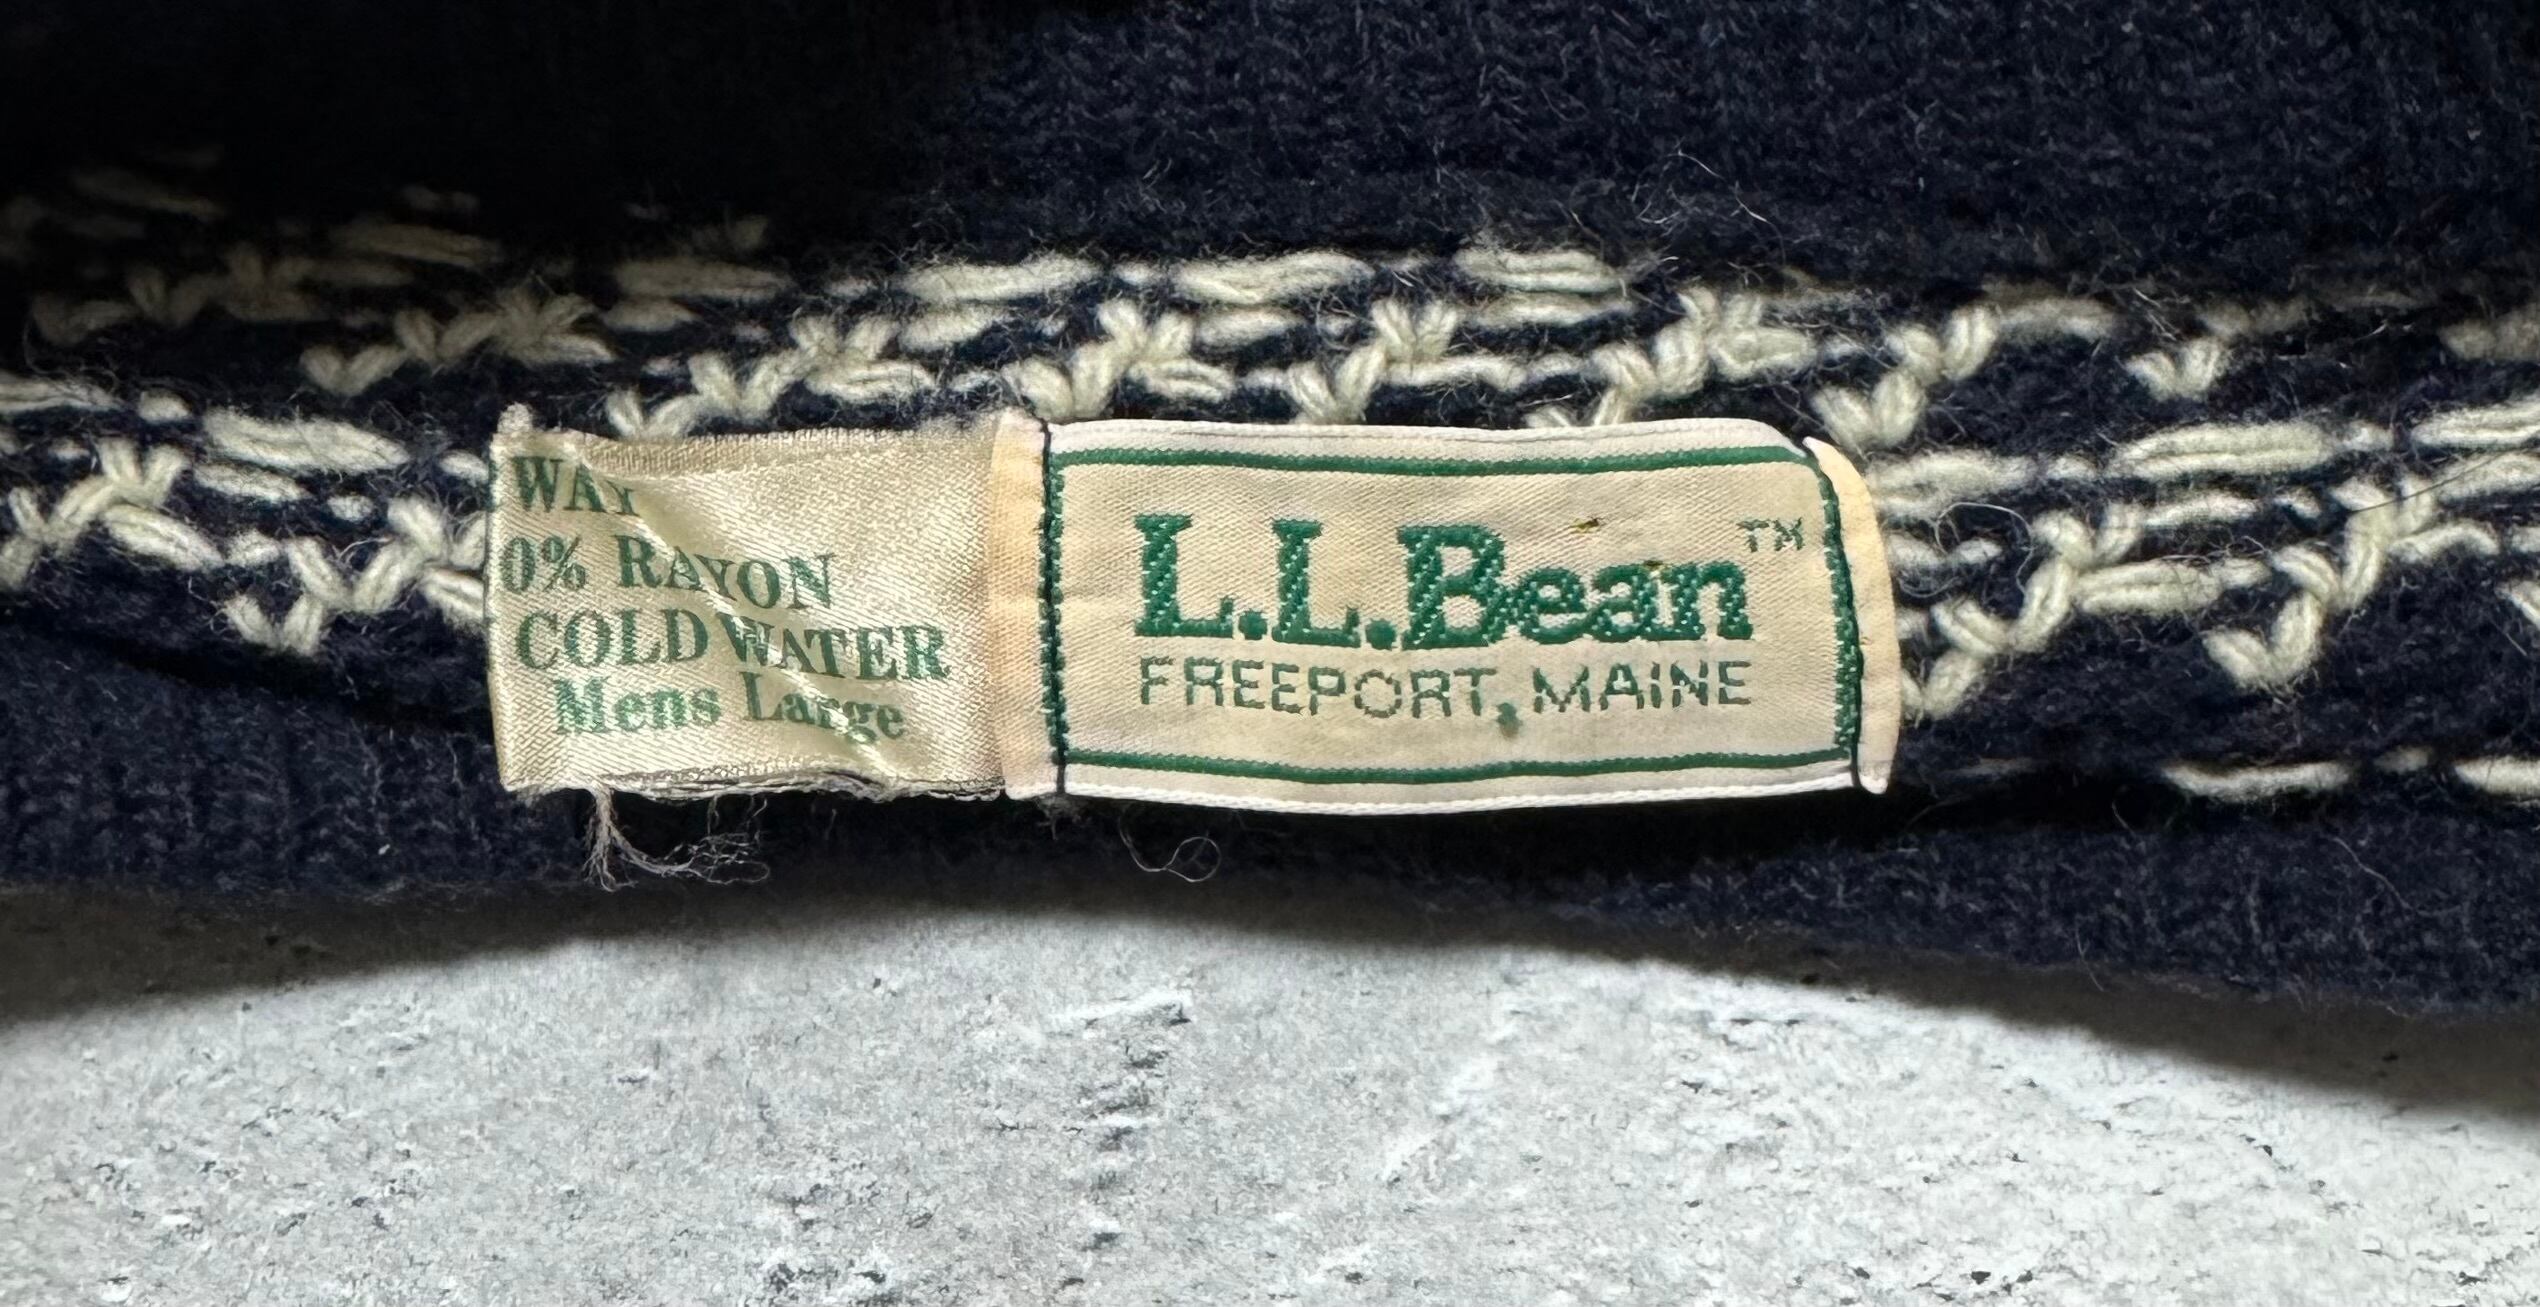 WAY
0% RAYON
COLD WATER
Mens Large
L.L.Bean™
FREEPORT, MAINE